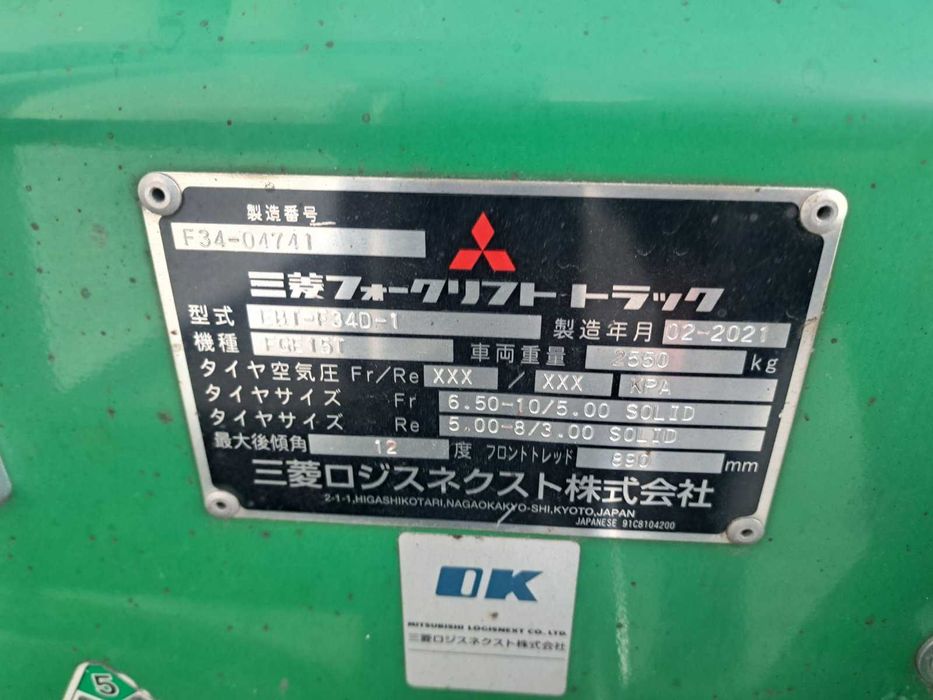 製造番号
F34-04741
三菱フォークリフト トラック
型式 製造年月 02-2021
機種 車両重量 2550 kg
タイヤ空気圧 Fr/Re XXX / XXX KPA
タイヤサイズ Fr 6.50-10/5.00 SOLID
タイヤサイズ Re 5.00-8/3.00 SOLID
最大後傾角 12 度 フロントトレッド 890 mm
三菱ロジスネクスト株式会社
2-1-1,HIGASHIKOTARI,NAGAOKAKYO-SHI,KYOTO,JAPAN
JAPANESE 91C8104200
OK
MITSUBISHI LOGISNEXT CO., LTD.
三菱ロジスネクスト株式会社
5